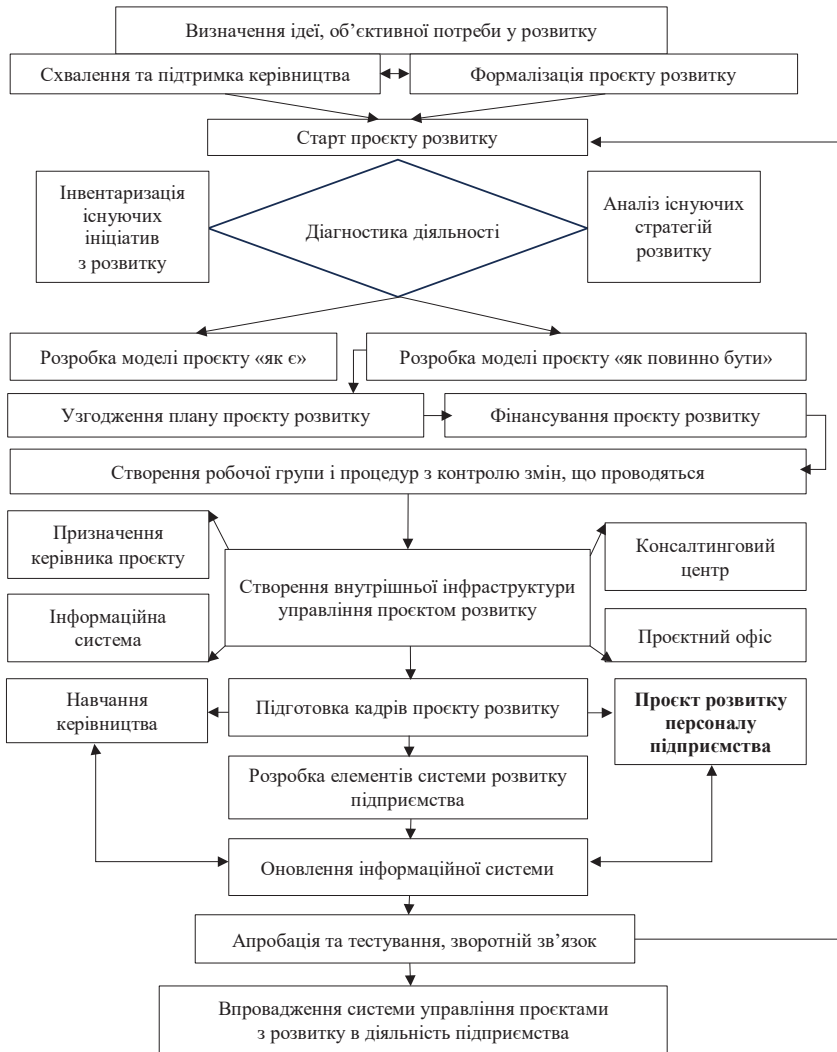 Визначення ідеї, об’єктивної потреби у розвитку
Схвалення та підтримка керівництва
Формалізація проєкту розвитку
Старт проєкту розвитку
Інвентаризація
існуючих
ініціатив
з розвитку
Діагностика діяльності
Аналіз існуючих
стратегій
розвитку
Розробка моделі проєкту «як є»
Розробка моделі проєкту «як повинно бути»
Узгодження плану проєкту розвитку
Фінансування проєкту розвитку
Створення робочої групи і процедур з контролю змін, що проводяться
Призначення
керівника проєкту
Консалтинговий
центр
Створення внутрішньої інфраструктури
управління проєктом розвитку
Інформаційна
система
Проєктний офіс
Навчання
керівництва
Підготовка кадрів проєкту розвитку
Проєкт розвитку
персоналу
підприємства
Розробка елементів системи розвитку
підприємства
Оновлення інформаційної системи
Апробація та тестування, зворотній зв’язок
Впровадження системи управління проєктами
з розвитку в діяльність підприємства